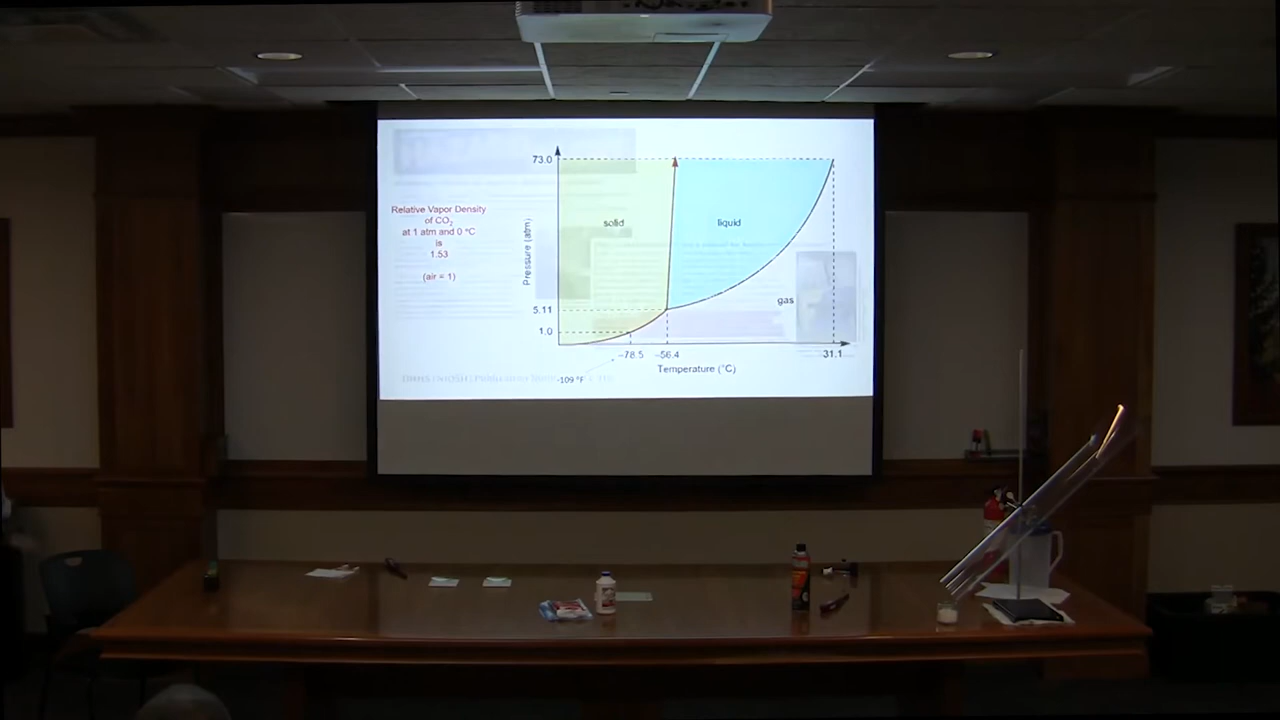 Relative Vapor Density
of CO2
at 1 atm and 0 °C
is
1.53
(air = 1)
73.0
solid
liquid
Pressure (atm)
gas
5.11
1.0
–78.5
–56.4
31.1
Temperature (°C)
-109 °F